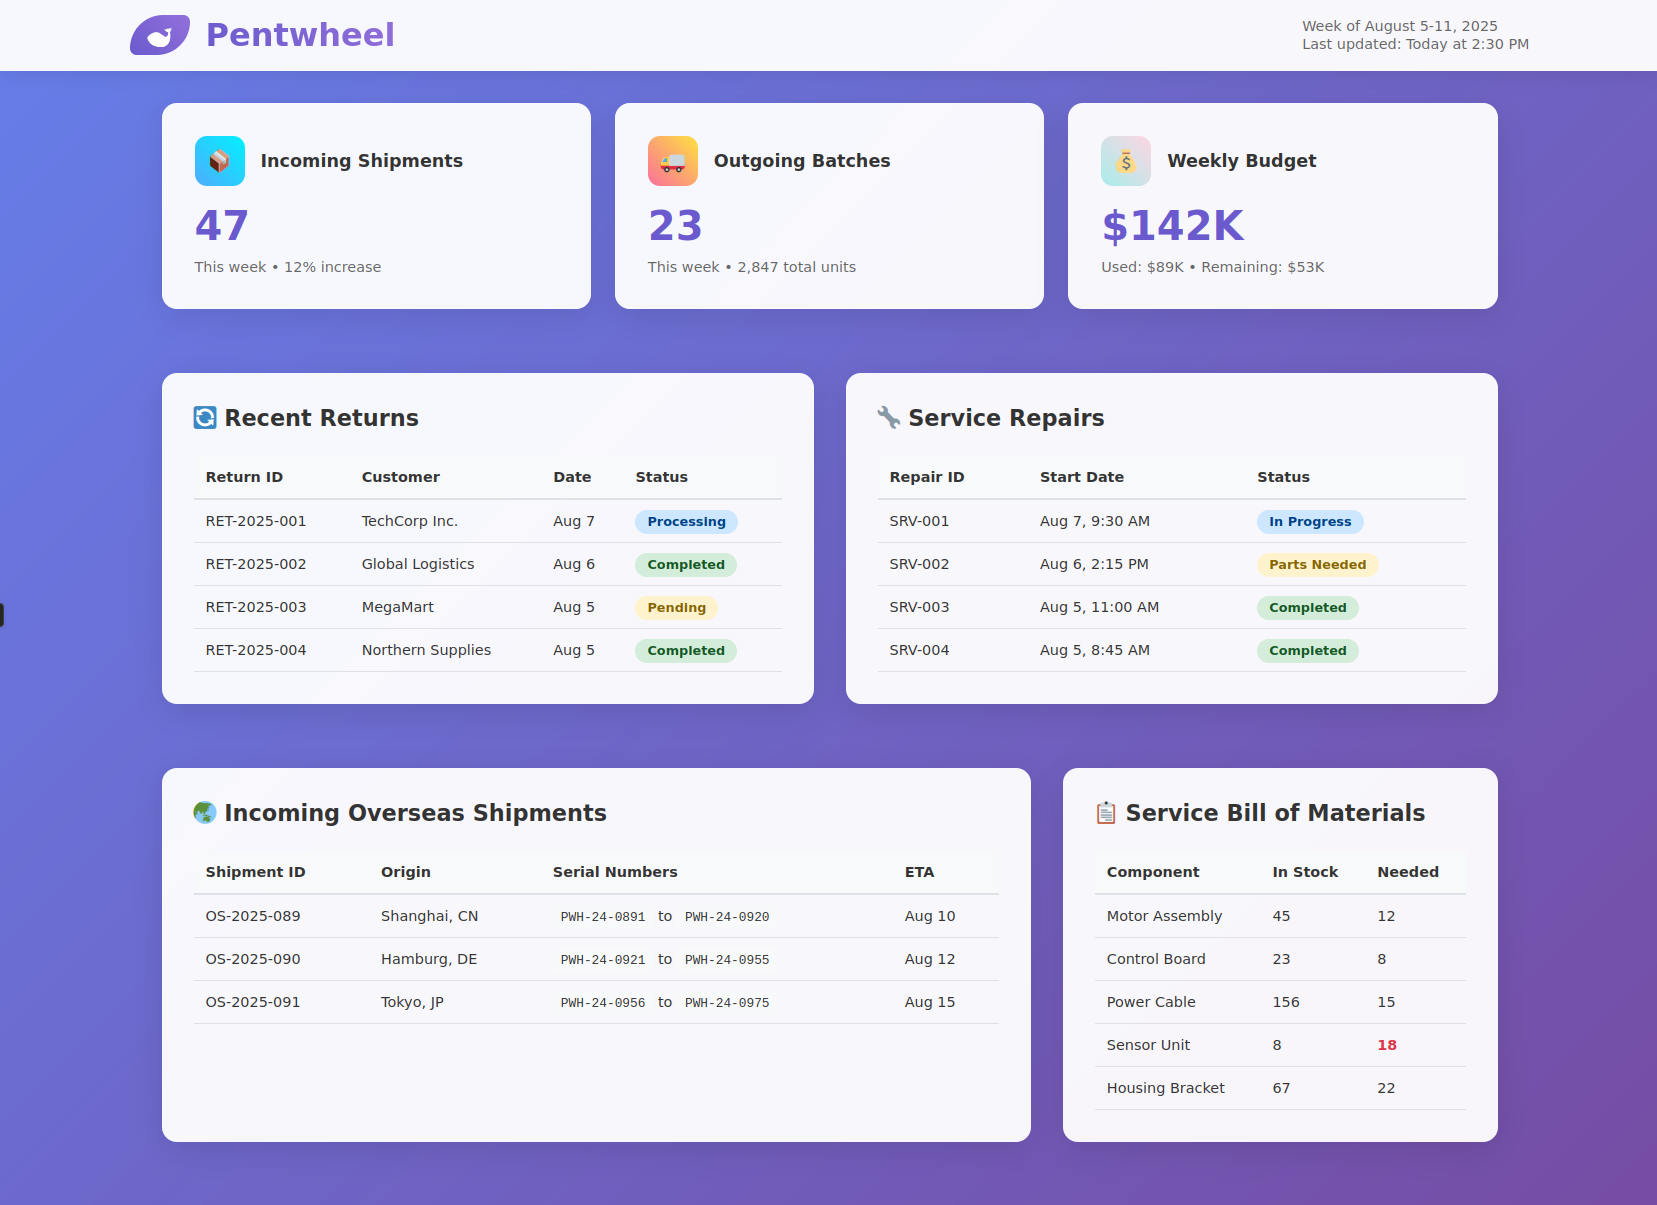 Pentwheel
Week of August 5-11, 2025
Last updated: Today at 2:30 PM
Incoming Shipments
47
This week • 12% increase
Outgoing Batches
23
This week • 2,847 total units
Weekly Budget
$142K
Used: $89K • Remaining: $53K
Recent Returns
Return ID Customer Date Status
RET-2025-001 TechCorp Inc. Aug 7 Processing
RET-2025-002 Global Logistics Aug 6 Completed
RET-2025-003 MegaMart Aug 5 Pending
RET-2025-004 Northern Supplies Aug 5 Completed
Service Repairs
Repair ID Start Date Status
SRV-001 Aug 7, 9:30 AM In Progress
SRV-002 Aug 6, 2:15 PM Parts Needed
SRV-003 Aug 5, 11:00 AM Completed
SRV-004 Aug 5, 8:45 AM Completed
Incoming Overseas Shipments
Shipment ID Origin Serial Numbers ETA
OS-2025-089 Shanghai, CN PWH-24-0891 to PWH-24-0920 Aug 10
OS-2025-090 Hamburg, DE PWH-24-0921 to PWH-24-0955 Aug 12
OS-2025-091 Tokyo, JP PWH-24-0956 to PWH-24-0975 Aug 15
Service Bill of Materials
Component In Stock Needed
Motor Assembly 45 12
Control Board 23 8
Power Cable 156 15
Sensor Unit 8 18
Housing Bracket 67 22